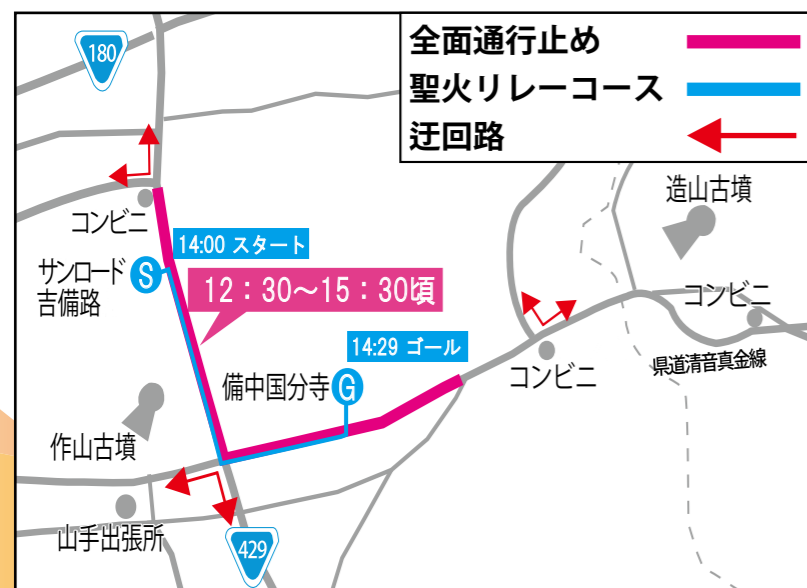 全面通行止め
聖火リレーコース
迂回路
180
造山古墳
コンビニ
14:00 スタート
サンロード
吉備路
S
12：30～15：30頃
コンビニ
14:29 ゴール
県道清音真金線
備中国分寺
G
コンビニ
作山古墳
山手出張所
429